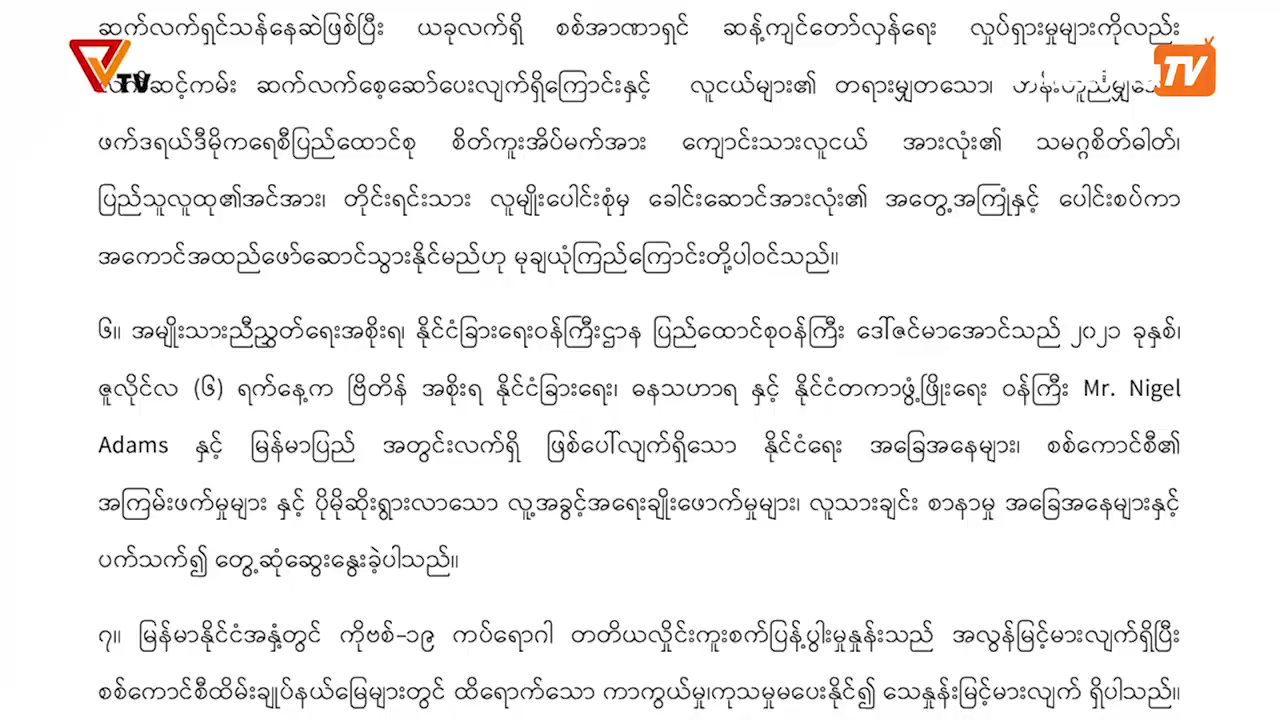 ဆက်လက်ရှင်သန်နေဆဲဖြစ်ပြီး ယခုလက်ရှိ စစ်အာဏာရှင် ဆန့်ကျင်တော်လှန်ရေး လှုပ်ရှားမှုများကိုလည်း
လက်ဆင့်ကမ်း ဆက်လက်စေ့ဆော်ပေးလျက်ရှိကြောင်းနှင့် လူငယ်များ၏ တရားမျှတသော၊
ဖက်ဒရယ်ဒီမိုကရေစီပြည်ထောင်စု စိတ်ကူးအိပ်မက်အား ကျောင်းသားလူငယ် အားလုံး၏ သမဂ္ဂစိတ်ဓါတ်၊
ပြည်သူလူထု၏အင်အား၊ တိုင်းရင်းသား လူမျိုးပေါင်းစုံမှ ခေါင်းဆောင်အားလုံး၏ အတွေ့အကြုံနှင့် ပေါင်းစပ်ကာ
အကောင်အထည်ဖော်ဆောင်သွားနိုင်မည်ဟု မုချယုံကြည်ကြောင်းတို့ပါဝင်သည်။
၆။ အမျိုးသားညီညွတ်ရေးအစိုးရ၊ နိုင်ငံခြားရေးဝန်ကြီးဌာန ပြည်ထောင်စုဝန်ကြီး ဒေါ်ဇင်မာအောင်သည် ၂၀၂၁ ခုနှစ်၊
ဇူလိုင်လ (၆) ရက်နေ့က ဗြိတိန် အစိုးရ နိုင်ငံခြားရေး၊ ဓနသဟာရ နှင့် နိုင်ငံတကာဖွံ့ဖြိုးရေး ဝန်ကြီး Mr. Nigel
Adams နှင့် မြန်မာပြည် အတွင်းလက်ရှိ ဖြစ်ပေါ်လျက်ရှိသော နိုင်ငံရေး အခြေအနေများ၊ စစ်ကောင်စီ၏
အကြမ်းဖက်မှုများ နှင့် ပိုမိုဆိုးရွားလာသော လူ့အခွင့်အရေးချိုးဖောက်မှုများ၊ လူသားချင်း စာနာမှု အခြေအနေများနှင့်
ပက်သက်၍ တွေ့ဆုံဆွေးနွေးခဲ့ပါသည်။
၇။ မြန်မာနိုင်ငံအနှံ့တွင် ကိုဗစ်-၁၉ ကပ်ရောဂါ တတိယလှိုင်းကူးစက်ပြန့်ပွါးမှုနှုန်းသည် အလွန်မြင့်မားလျက်ရှိပြီး
စစ်ကောင်စီထိမ်းချုပ်နယ်မြေများတွင် ထိရောက်သော ကာကွယ်မှု၊ကုသမှုမပေးနိုင်၍ သေနှုန်းမြင့်မားလျက် ရှိပါသည်။
TV
TV